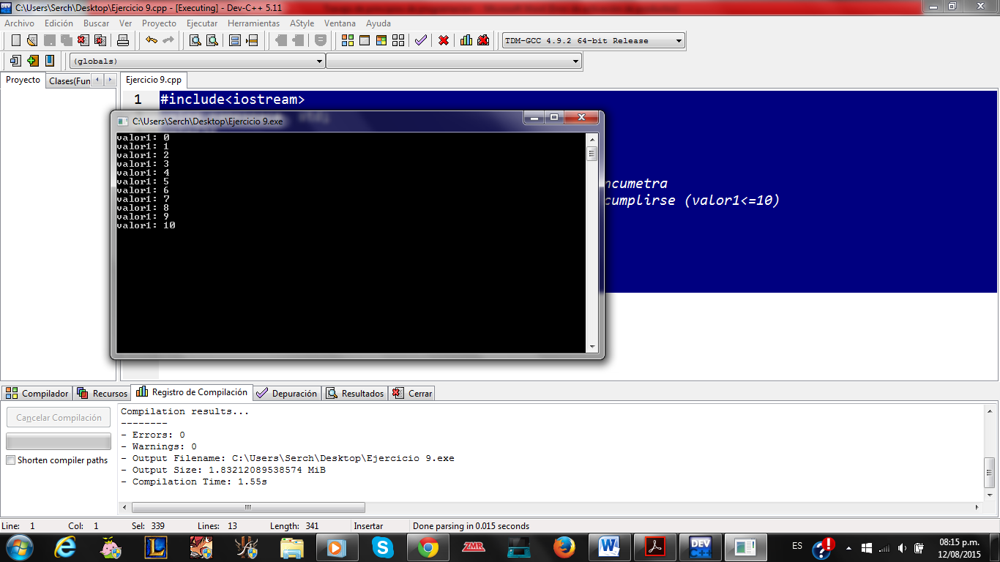 C:\Users\Serch\Desktop\Ejercicio 9.cpp - [Executing] - Dev-C++ 5.11
Archivo Edición Buscar Ver Proyecto Ejecutar Herramientas AStyle Ventana Ayuda
TDM-GCC 4.9.2 64-bit Release
(globals)
Proyecto Clases(Fun Ejercicio 9.cpp
1 #include<iostream>
C:\Users\Serch\Desktop\Ejercicio 9.exe
valor1: 0
valor1: 1
valor1: 2
valor1: 3
valor1: 4
valor1: 5
valor1: 6
valor1: 7
valor1: 8
valor1: 9
valor1: 10
ncumetra
cumplirse (valor1<=10)
Compilador Recursos Registro de Compilación Depuración Resultados Cerrar
Cancelar Compilación
Shorten compiler paths
Compilation results...
--------
- Errors: 0
- Warnings: 0
- Output Filename: C:\Users\Serch\Desktop\Ejercicio 9.exe
- Output Size: 1.83212089538574 MiB
- Compilation Time: 1.55s
Line: 1 Col: 1 Sel: 339 Lines: 13 Length: 341 Insertar Done parsing in 0.015 seconds
ZMR
DEV C++
ES
08:15 p.m.
12/08/2015